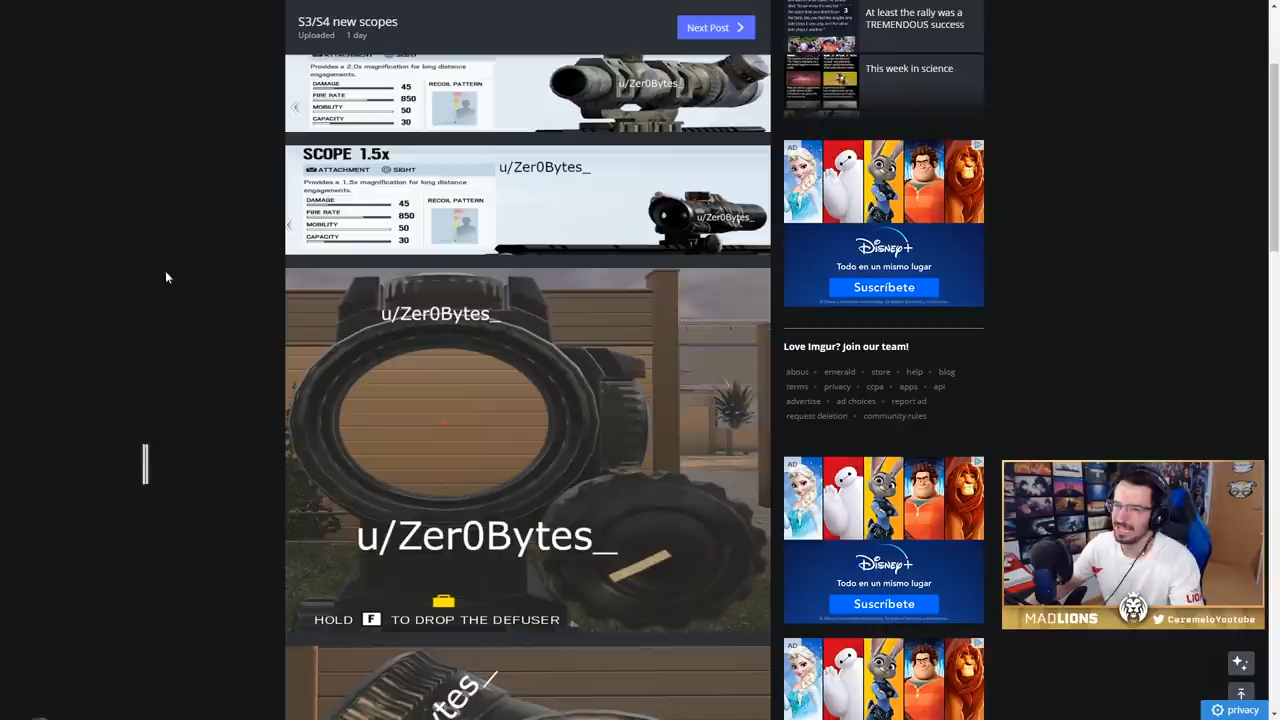 S3/S4 new scopes
Uploaded 1 day
Next Post
Provides a 2.0x magnification for long distance
engagements.
DAMAGE 45
FIRE RATE 850
MOBILITY 50
CAPACITY 30
RECOIL PATTERN
u/Zer0Bytes_
SCOPE 1.5x
ATTACHMENT SIGHT
u/Zer0Bytes_
Provides a 1.5x magnification for long distance
engagements.
DAMAGE 45
FIRE RATE 850
MOBILITY 50
CAPACITY 30
RECOIL PATTERN
u/Zer0Bytes_
u/Zer0Bytes_
u/Zer0Bytes_
HOLD F TO DROP THE DEFUSER
ytes_
3
At least the rally was a
TREMENDOUS success
This week in science
AD
Disney+
Todo en un mismo lugar
Suscríbete
Love Imgur? Join our team!
about • emerald • store • help • blog
terms • privacy • ccpa • apps • api
advertise • ad choices • report ad
request deletion • community rules
AD
Disney+
Todo en un mismo lugar
Suscríbete
AD
MADLIONS
CarameloYoutube
privacy